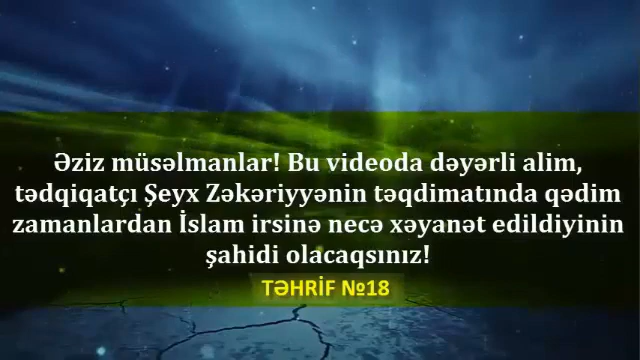 Əziz müsəlmanlar! Bu videoda dəyərli alim,
tədqiqatçı Şeyx Zəkəriyyənin təqdimatında qədim
zamanlardan İslam irsinə necə xəyanət edildiyinin
şahidi olacaqsınız!
TƏHRİF №18